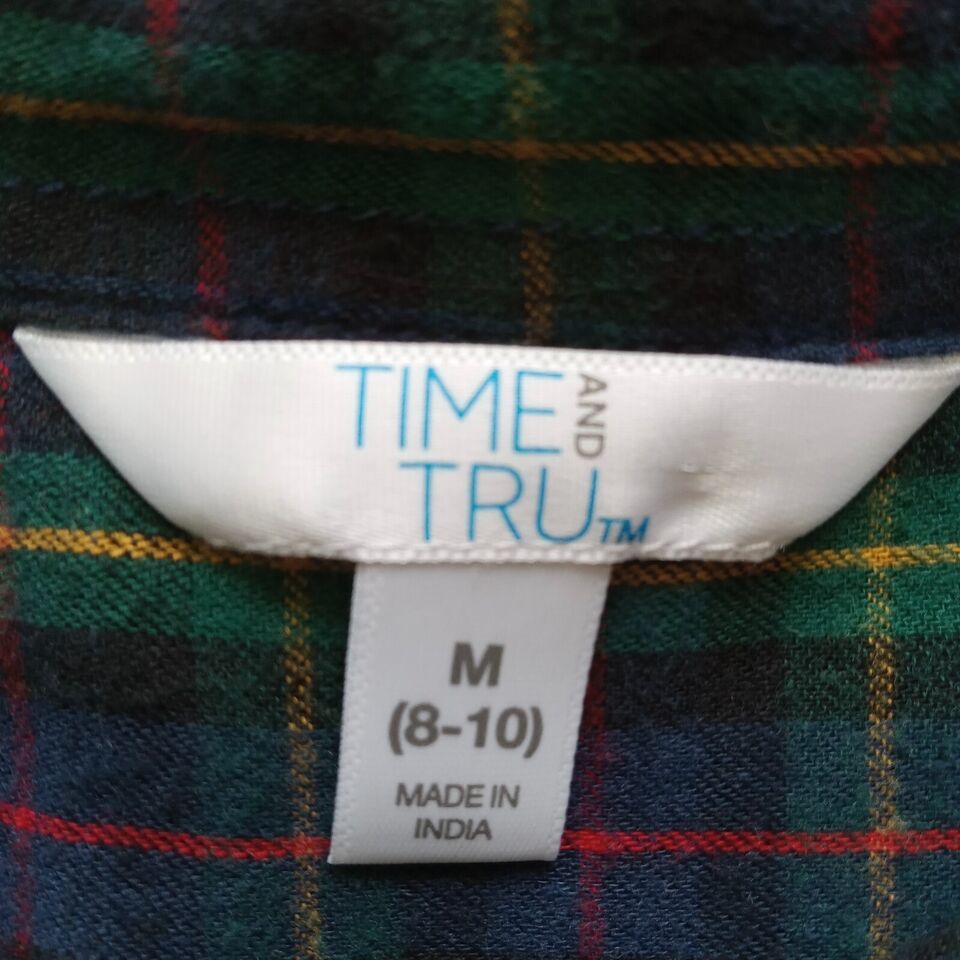 TIME AND
TRU™
M
(8-10)
MADE IN
INDIA